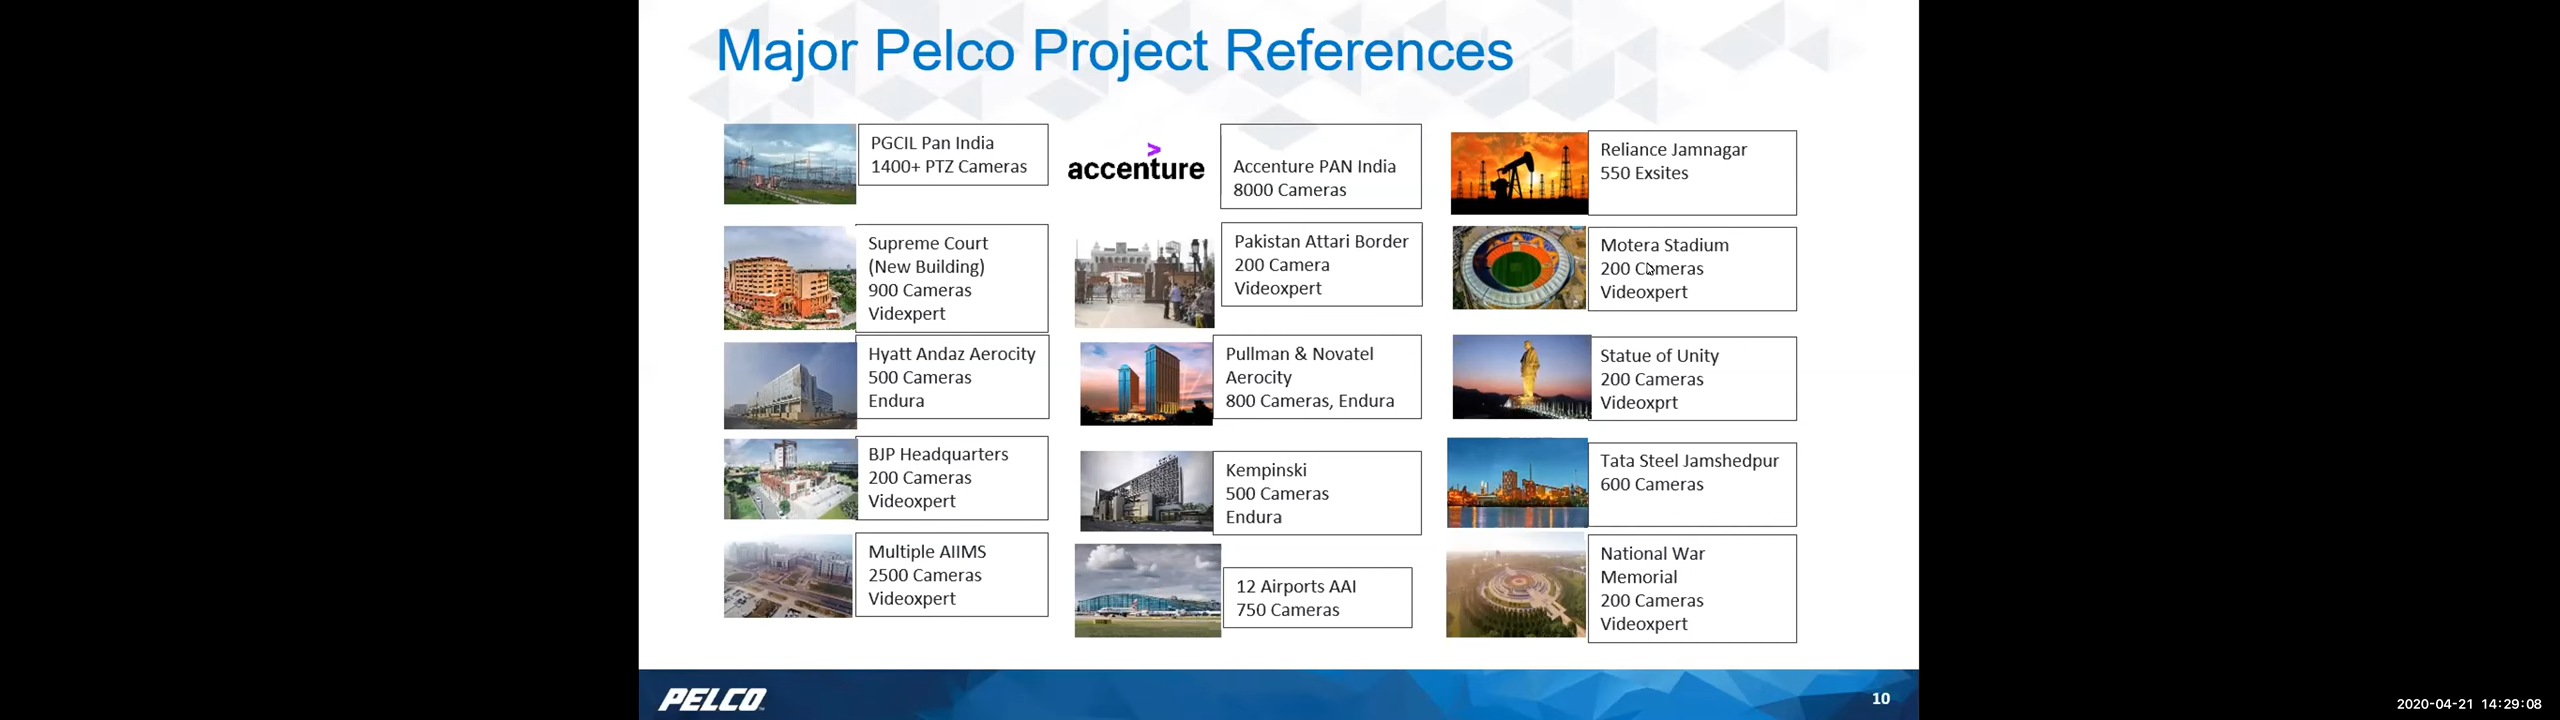 Major Pelco Project References
PGCIL Pan India
1400+ PTZ Cameras
accenture
Accenture PAN India
8000 Cameras
Reliance Jamnagar
550 Exsites
Supreme Court
(New Building)
900 Cameras
Videxpert
Pakistan Attari Border
200 Camera
Videoxpert
Motera Stadium
200 Cameras
Videoxpert
Hyatt Andaz Aerocity
500 Cameras
Endura
Pullman & Novatel
Aerocity
800 Cameras, Endura
Statue of Unity
200 Cameras
Videoxprt
BJP Headquarters
200 Cameras
Videoxpert
Kempinski
500 Cameras
Endura
Tata Steel Jamshedpur
600 Cameras
Multiple AIIMS
2500 Cameras
Videoxpert
12 Airports AAI
750 Cameras
National War
Memorial
200 Cameras
Videoxpert
PELCO
10
2020-04-21 14:29:08